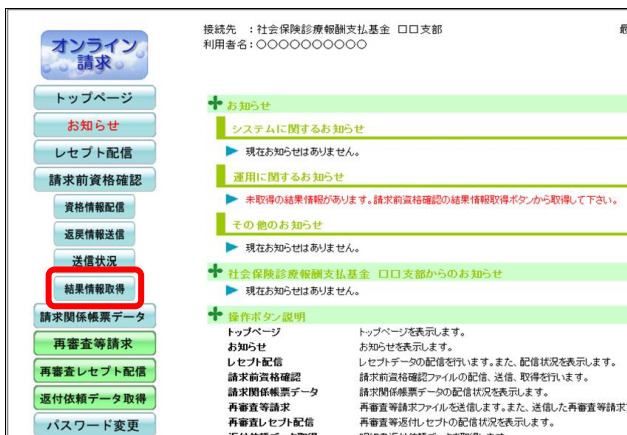 接続先 :社会保険診療報酬支払基金 ロロ支部
利用者名:○○○○○○○○○○
オンライン
請求
トップページ
お知らせ
レセプト配信
請求前資格確認
資格情報配信
返戻情報送信
送信状況
結果情報取得
請求関係帳票データ
再審査等請求
再審査レセプト配信
返付依頼データ取得
パスワード変更
お知らせ
システムに関するお知らせ
現在お知らせはありません。
運用に関するお知らせ
未取得の結果情報があります。請求前資格確認の結果情報取得ボタンから取得して下さい。
その他のお知らせ
現在お知らせはありません。
社会保険診療報酬支払基金 ロロ支部からのお知らせ
現在お知らせはありません。
操作ボタン説明
トップページ トップページを表示します。
お知らせ お知らせを表示します。
レセプト配信 レセプトデータの配信を行います。また、配信状況を表示します。
請求前資格確認 請求前資格確認ファイルの配信、送信、取得を行います。
請求関係帳票データ 請求関係帳票データの配信状況を表示します。
再審査等請求 再審査等請求ファイルを送信します。また、送信した再審査等請求
再審査レセプト配信 再審査等返付レセプトの配信状況を表示します。